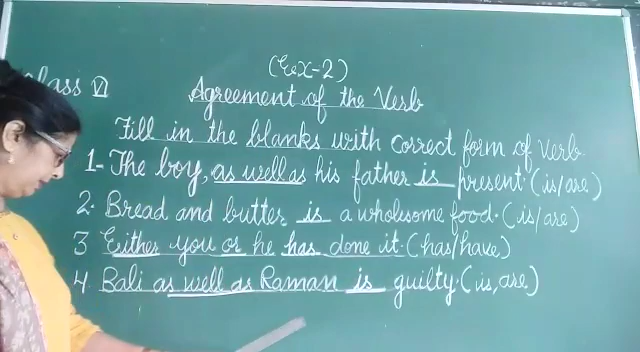 (Ex-2)
Class VI
Agreement of the Verb
Fill in the blanks with correct form of Verb.
1- The boy, as well as his father is present. (is/are)
2. Bread and butter is a wholesome food. (is/are)
3 Either you or he has done it. (has/have)
4. Bali as well as Raman is guilty. (is, are)